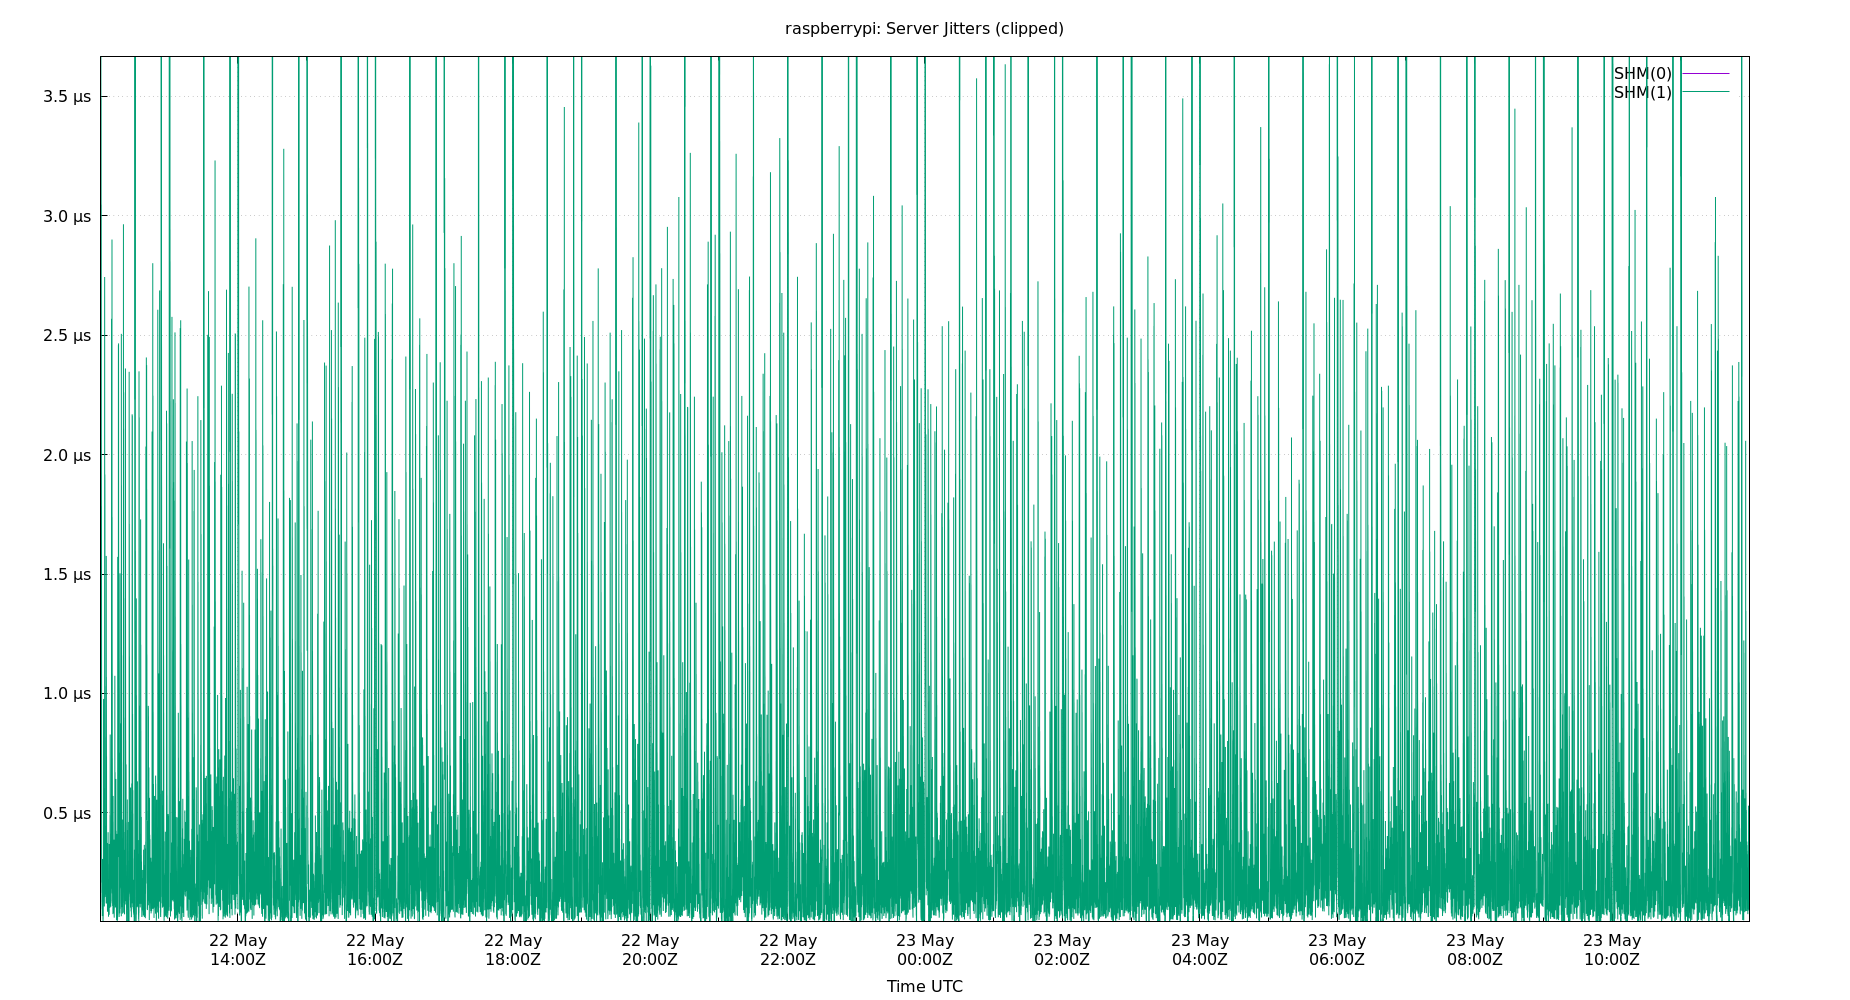 raspberrypi: Server Jitters (clipped)
SHM(0)
SHM(1)
3.5 µs
3.0 µs
2.5 µs
2.0 µs
1.5 µs
1.0 µs
0.5 µs
22 May 22 May 22 May 22 May 22 May 23 May 23 May 23 May 23 May 23 May 23 May
14:00Z 16:00Z 18:00Z 20:00Z 22:00Z 00:00Z 02:00Z 04:00Z 06:00Z 08:00Z 10:00Z
Time UTC